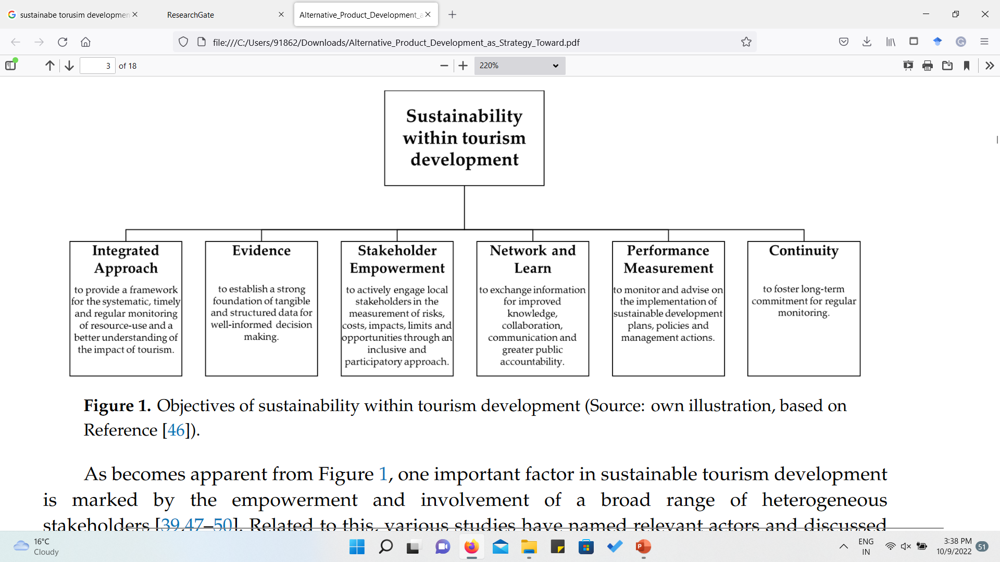 sustainabe torusim developmen
ResearchGate
Alternative_Product_Development_a
file:///C:/Users/91862/Downloads/Alternative_Product_Development_as_Strategy_Toward.pdf
3 of 18
220%
Sustainability
within tourism
development
Integrated
Approach
to provide a framework
for the systematic, timely
and regular monitoring
of resource-use and a
better understanding of
the impact of tourism.
Evidence
to establish a strong
foundation of tangible
and structured data for
well-informed decision
making.
Stakeholder
Empowerment
to actively engage local
stakeholders in the
measurement of risks,
costs, impacts, limits and
opportunities through an
inclusive and
participatory approach.
Network and
Learn
to exchange information
for improved
knowledge,
collaboration,
communication and
greater public
accountability.
Performance
Measurement
to monitor and advise on
the implementation of
sustainable development
plans, policies and
management actions.
Continuity
to foster long-term
commitment for regular
monitoring.
Figure 1. Objectives of sustainability within tourism development (Source: own illustration, based on
Reference [46]).
As becomes apparent from Figure 1, one important factor in sustainable tourism development
is marked by the empowerment and involvement of a broad range of heterogeneous
stakeholders [39,47–50]. Related to this, various studies have named relevant actors and discussed
16°C
Cloudy
ENG
IN
3:38 PM
10/9/2022
51